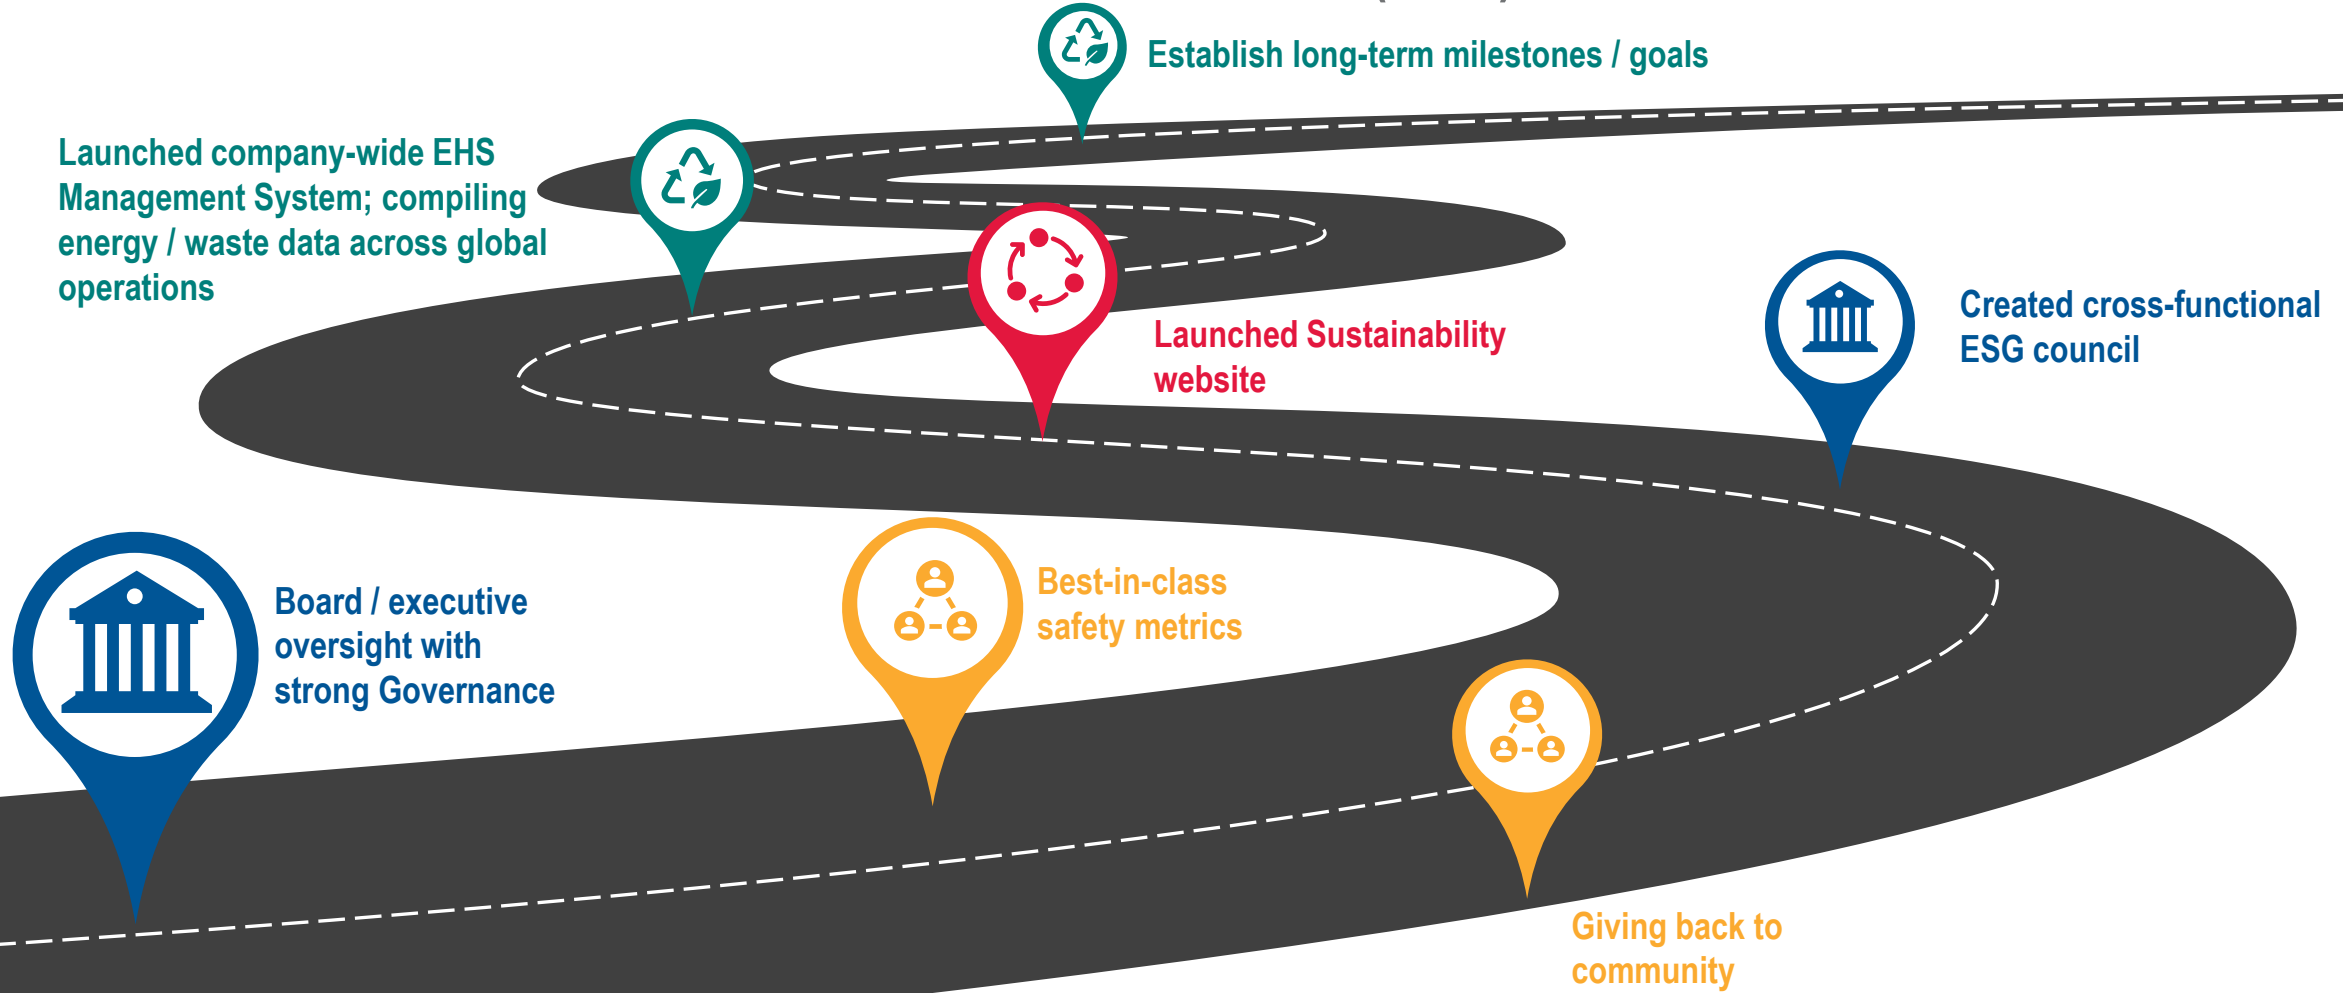 Establish long-term milestones / goals
Launched company-wide EHS
Management System; compiling
energy / waste data across global
operations
Launched Sustainability
website
Created cross-functional
ESG council
Board / executive
oversight with
strong Governance
Best-in-class
safety metrics
Giving back to
community